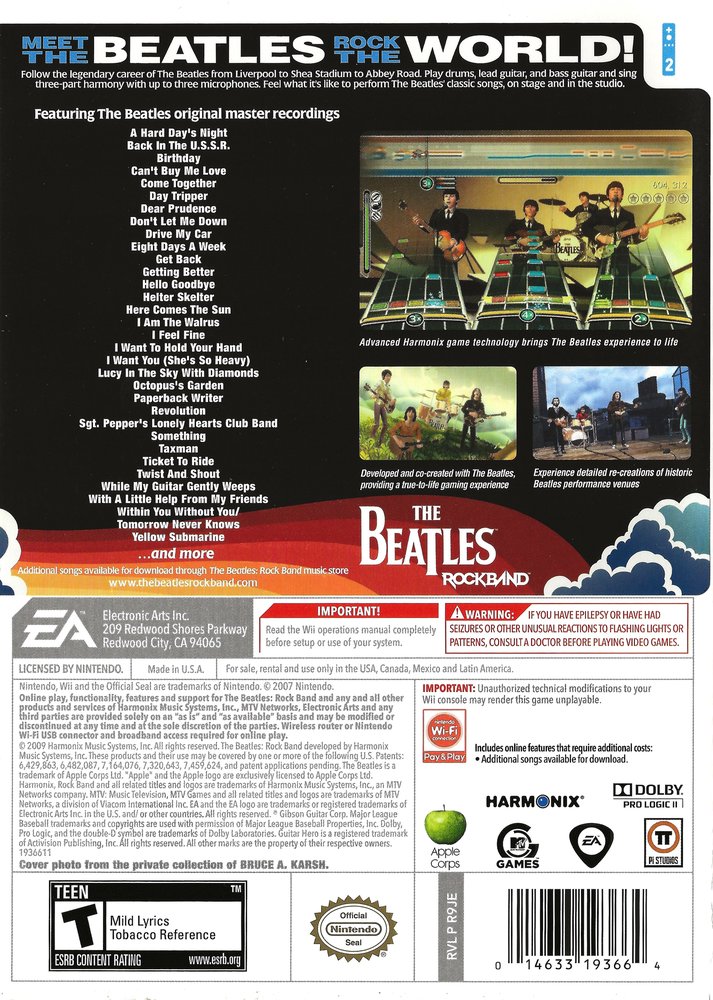 MEET THE BEATLES ROCK THE WORLD!
Follow the legendary career of The Beatles from Liverpool to Shea Stadium to Abbey Road. Play drums, lead guitar, and bass guitar and sing
three-part harmony with up to three microphones. Feel what it's like to perform The Beatles' classic songs, on stage and in the studio.
2
Featuring The Beatles original master recordings
A Hard Day's Night
Back In The U.S.S.R.
Birthday
Can't Buy Me Love
Come Together
Day Tripper
Dear Prudence
Don't Let Me Down
Drive My Car
Eight Days A Week
Get Back
Getting Better
Hello Goodbye
Helter Skelter
Here Comes The Sun
I Am The Walrus
I Feel Fine
I Want To Hold Your Hand
I Want You (She's So Heavy)
Lucy In The Sky With Diamonds
Octopus's Garden
Paperback Writer
Revolution
Sgt. Pepper's Lonely Hearts Club Band
Something
Taxman
Ticket To Ride
Twist And Shout
While My Guitar Gently Weeps
With A Little Help From My Friends
Within You Without You/
Tomorrow Never Knows
Yellow Submarine
...and more
Additional songs available for download through The Beatles: Rock Band music store
www.thebeatlesrockband.com
604,312
3x
BEATLES
3x
4x
2x
Advanced Harmonix game technology brings The Beatles experience to life
Developed and co-created with The Beatles,
providing a true-to-life gaming experience
Experience detailed re-creations of historic
Beatles performance venues
THE
BEATLES™
ROCKBAND
EA™
Electronic Arts Inc.
209 Redwood Shores Parkway
Redwood City, CA 94065
IMPORTANT!
Read the Wii operations manual completely
before setup or use of your system.
WARNING: IF YOU HAVE EPILEPSY OR HAVE HAD
SEIZURES OR OTHER UNUSUAL REACTIONS TO FLASHING LIGHTS OR
PATTERNS, CONSULT A DOCTOR BEFORE PLAYING VIDEO GAMES.
LICENSED BY NINTENDO.
Made in U.S.A.
For sale, rental and use only in the USA, Canada, Mexico and Latin America.
Nintendo, Wii and the Official Seal are trademarks of Nintendo. © 2007 Nintendo.
Online play, functionality, features and support for The Beatles: Rock Band and any and all other
products and services of Harmonix Music Systems, Inc., MTV Networks, Electronic Arts and any
third parties are provided solely on an "as is" and "as available" basis and may be modified or
discontinued at any time and at the sole discretion of the parties. Wireless router or Nintendo
Wi-Fi USB connector and broadband access required for online play.
© 2009 Harmonix Music Systems, Inc. All rights reserved. The Beatles: Rock Band developed by Harmonix
Music Systems, Inc. These products and their use may be covered by one or more of the following U.S. Patents:
6,429,863, 6,482,087, 7,164,076, 7,320,643, 7,459,624, and patent applications pending. The Beatles is a
trademark of Apple Corps Ltd. "Apple" and the Apple logo are exclusively licensed to Apple Corps Ltd.
Harmonix, Rock Band and all related titles and logos are trademarks of Harmonix Music Systems, Inc., an MTV
Networks company. MTV: Music Television, MTV Games and all related titles and logos are trademarks of MTV
Networks, a division of Viacom International Inc. EA and the EA logo are trademarks or registered trademarks of
Electronic Arts Inc. in the U.S. and/ or other countries. All rights reserved. ® Gibson Guitar Corp. Major League
Baseball trademarks and copyrights are used with permission of Major League Baseball Properties, Inc. Dolby,
Pro Logic, and the double-D symbol are trademarks of Dolby Laboratories. Guitar Hero is a registered trademark
of Activision Publishing, Inc. All rights reserved. All other marks are the property of their respective owners.
1936611
Cover photo from the private collection of BRUCE A. KARSH.
IMPORTANT: Unauthorized technical modifications to your
Wii console may render this game unplayable.
Nintendo
Wi-Fi
CONNECTION
Pay & Play
Includes online features that require additional costs:
• Additional songs available for download.
HARMONIX®
DOLBY
PRO LOGIC II
Apple
Corps
MTV
GAMES
EA
PI STUDIOS
TEEN
TM
T
Mild Lyrics
Tobacco Reference
ESRB CONTENT RATING
www.esrb.org
Official
Nintendo
Seal
®
RVL P R9JE
0 14633 19366 4